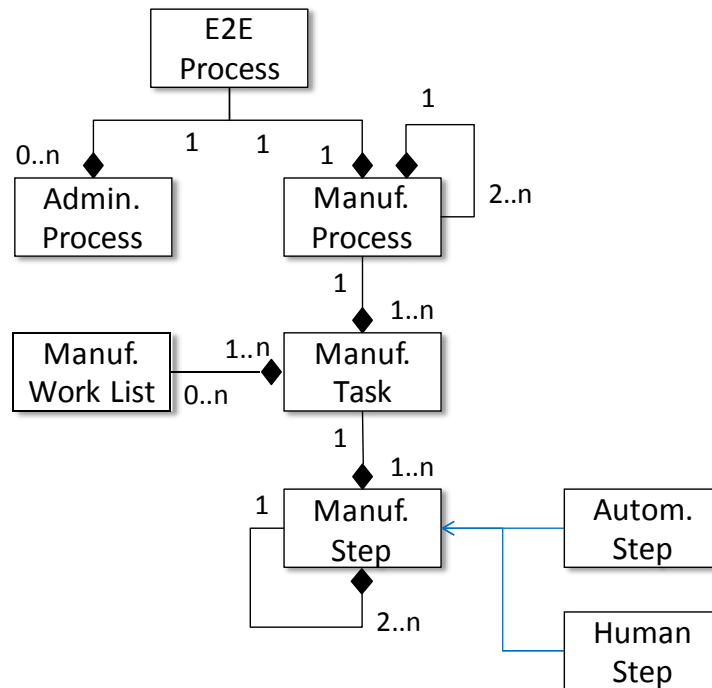 E2E
Process
1
1
1
1
0..n
2..n
Admin.
Process
Manuf.
Process
1
1..n
Manuf.
Work List
1..n
0..n
Manuf.
Task
1
1..n
1
Manuf.
Step
2..n
Autom.
Step
Human
Step